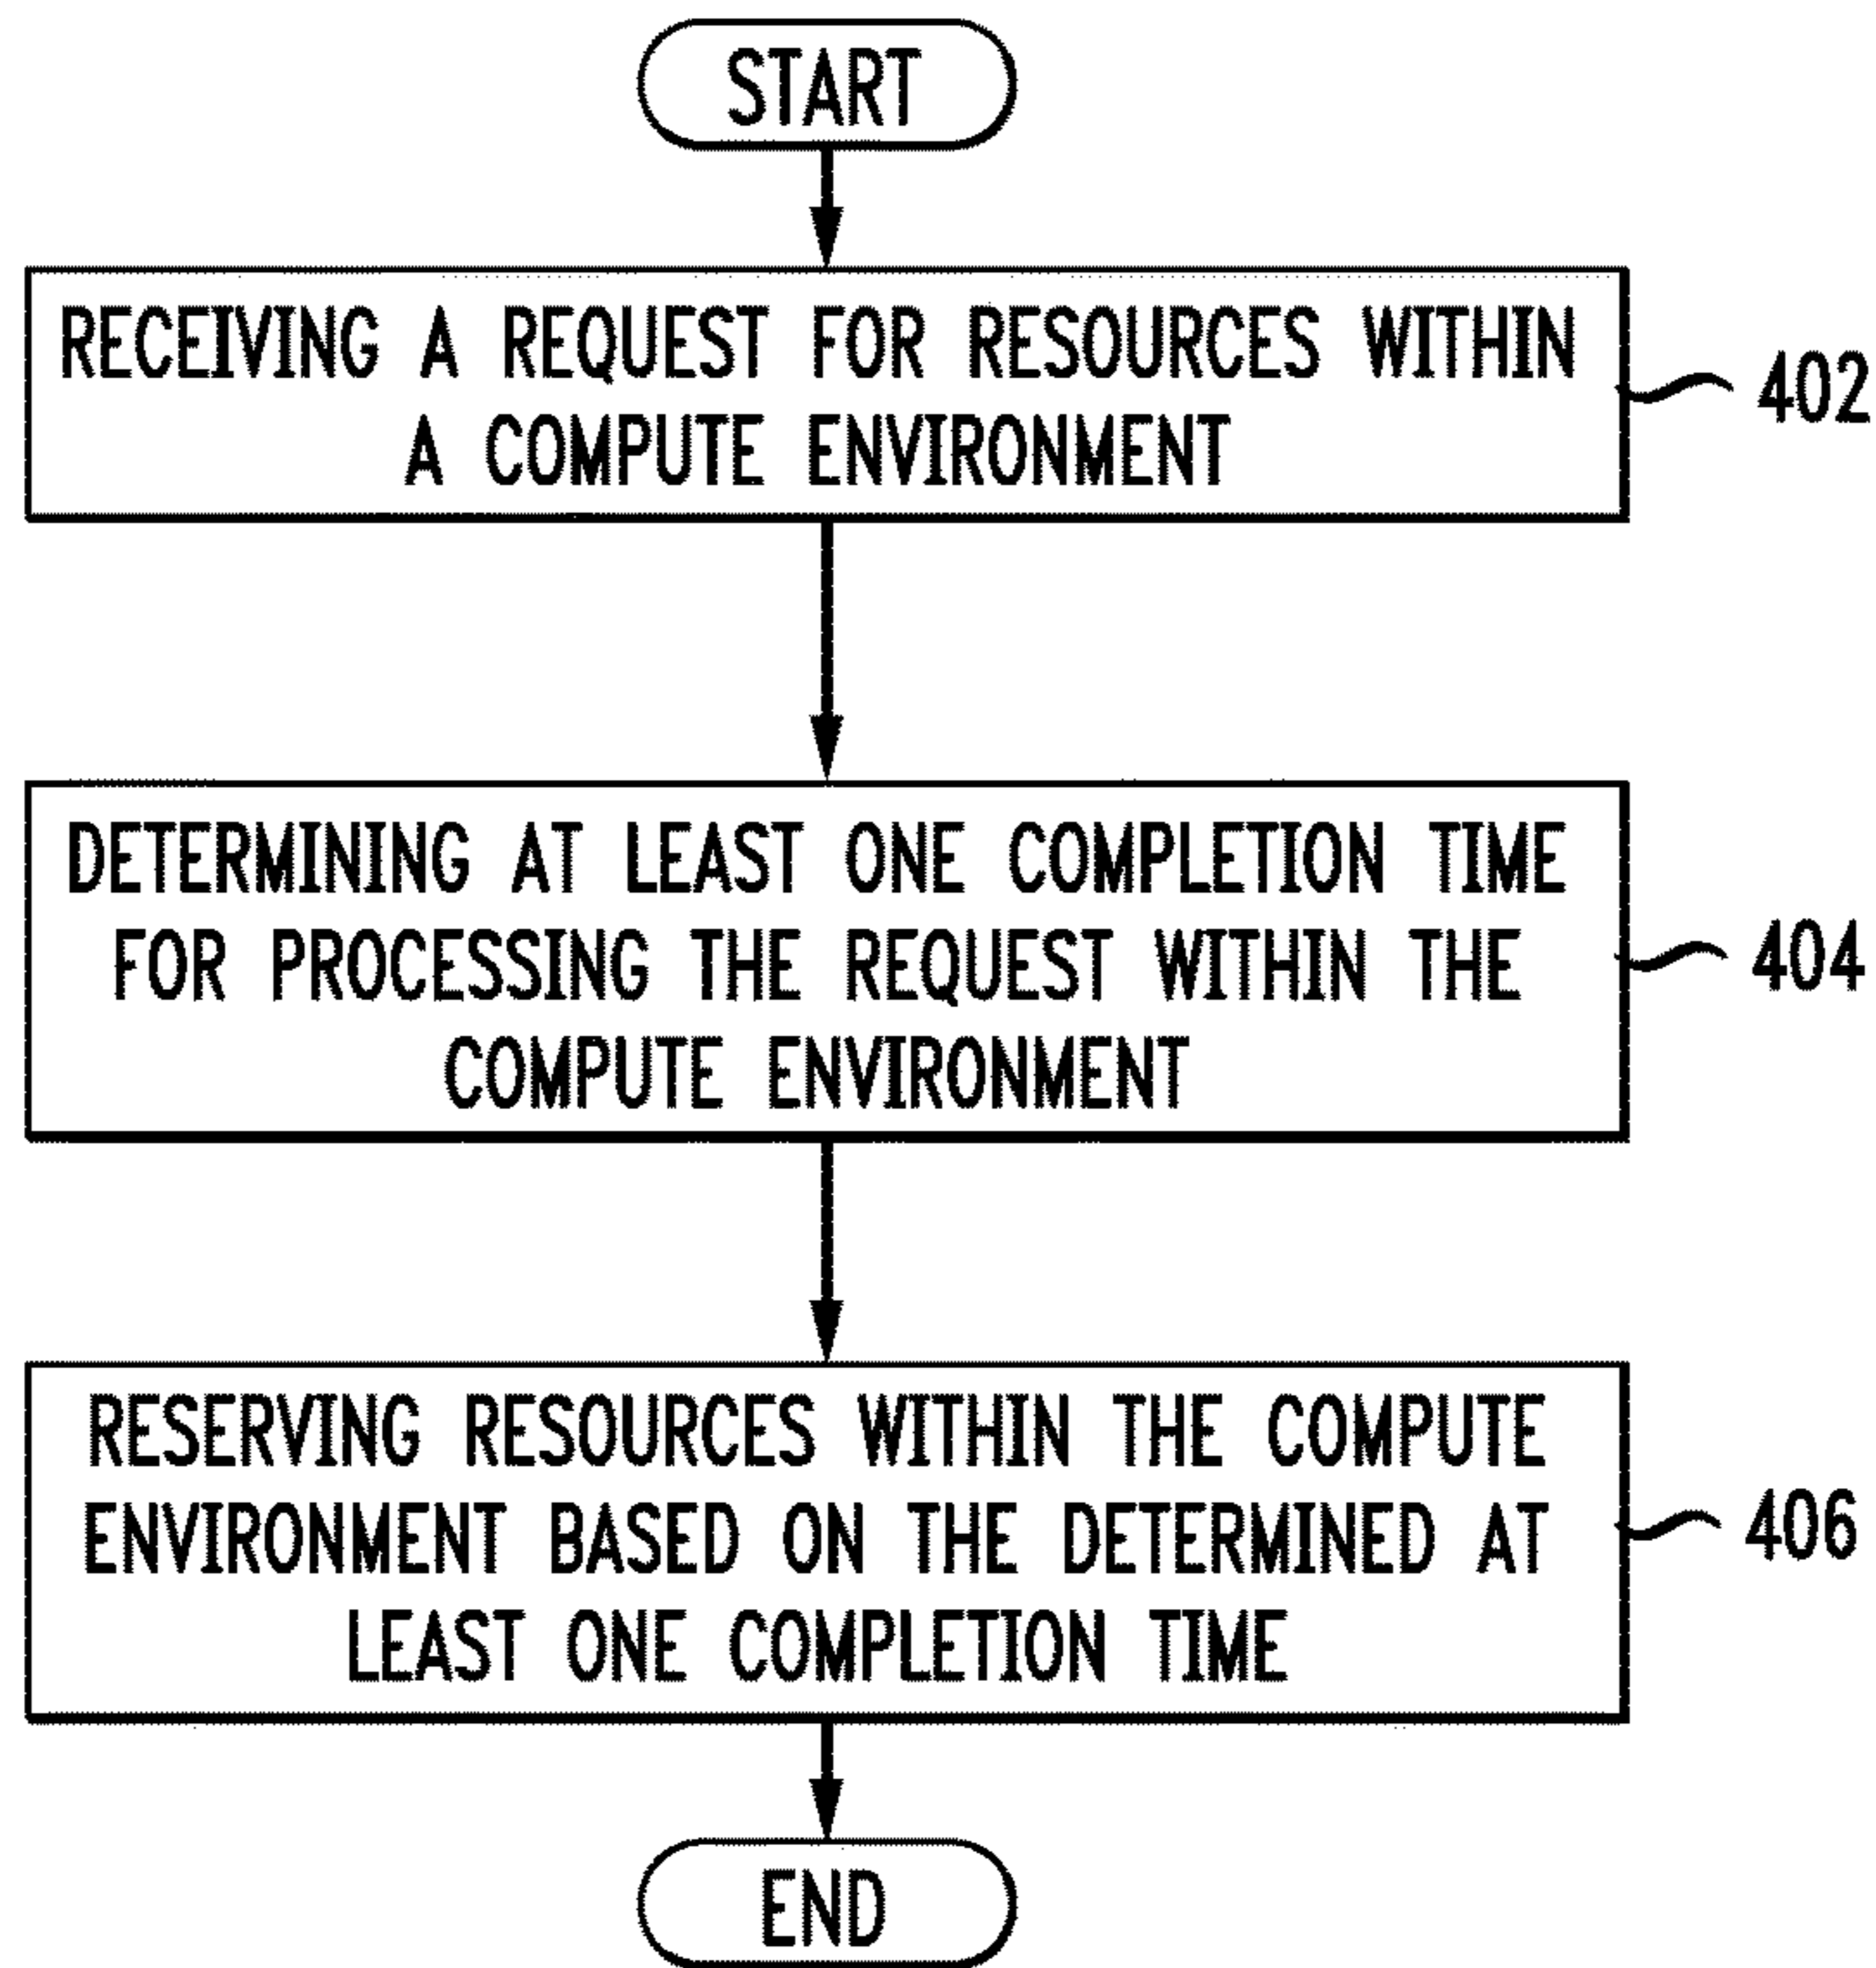 START
RECEIVING A REQUEST FOR RESOURCES WITHIN
A COMPUTE ENVIRONMENT
402
DETERMINING AT LEAST ONE COMPLETION TIME
FOR PROCESSING THE REQUEST WITHIN THE
COMPUTE ENVIRONMENT
404
RESERVING RESOURCES WITHIN THE COMPUTE
ENVIRONMENT BASED ON THE DETERMINED AT
LEAST ONE COMPLETION TIME
406
END